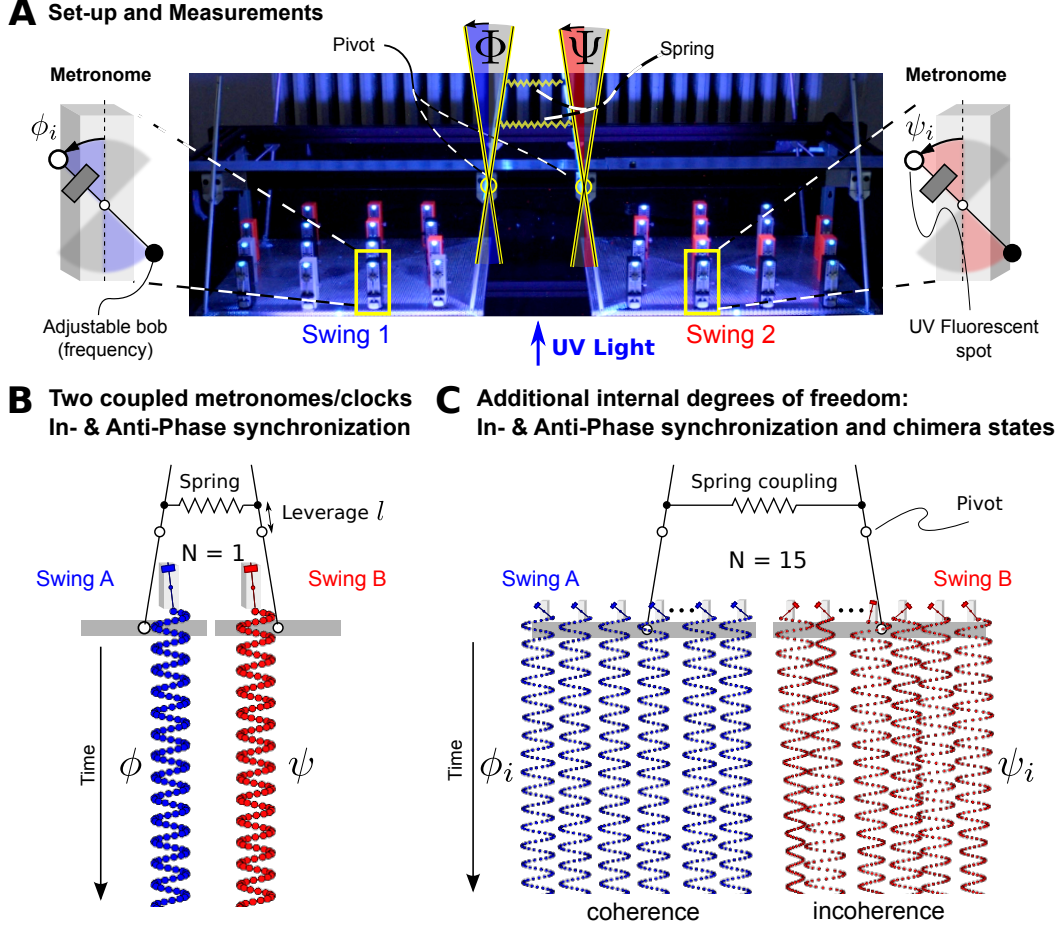 A Set-up and Measurements
Pivot
Φ
Ψ
Spring
Metronome
Metronome
ϕi
ψi
Adjustable bob
(frequency)
Swing 1
UV Light
Swing 2
UV Fluorescent
spot
B Two coupled metronomes/clocks
In- & Anti-Phase synchronization
Spring
Leverage l
N = 1
Swing A
Swing B
Time
ϕ
ψ
C Additional internal degrees of freedom:
In- & Anti-Phase synchronization and chimera states
Spring coupling
Pivot
N = 15
Swing A
Swing B
Time
ϕi
ψi
coherence
incoherence